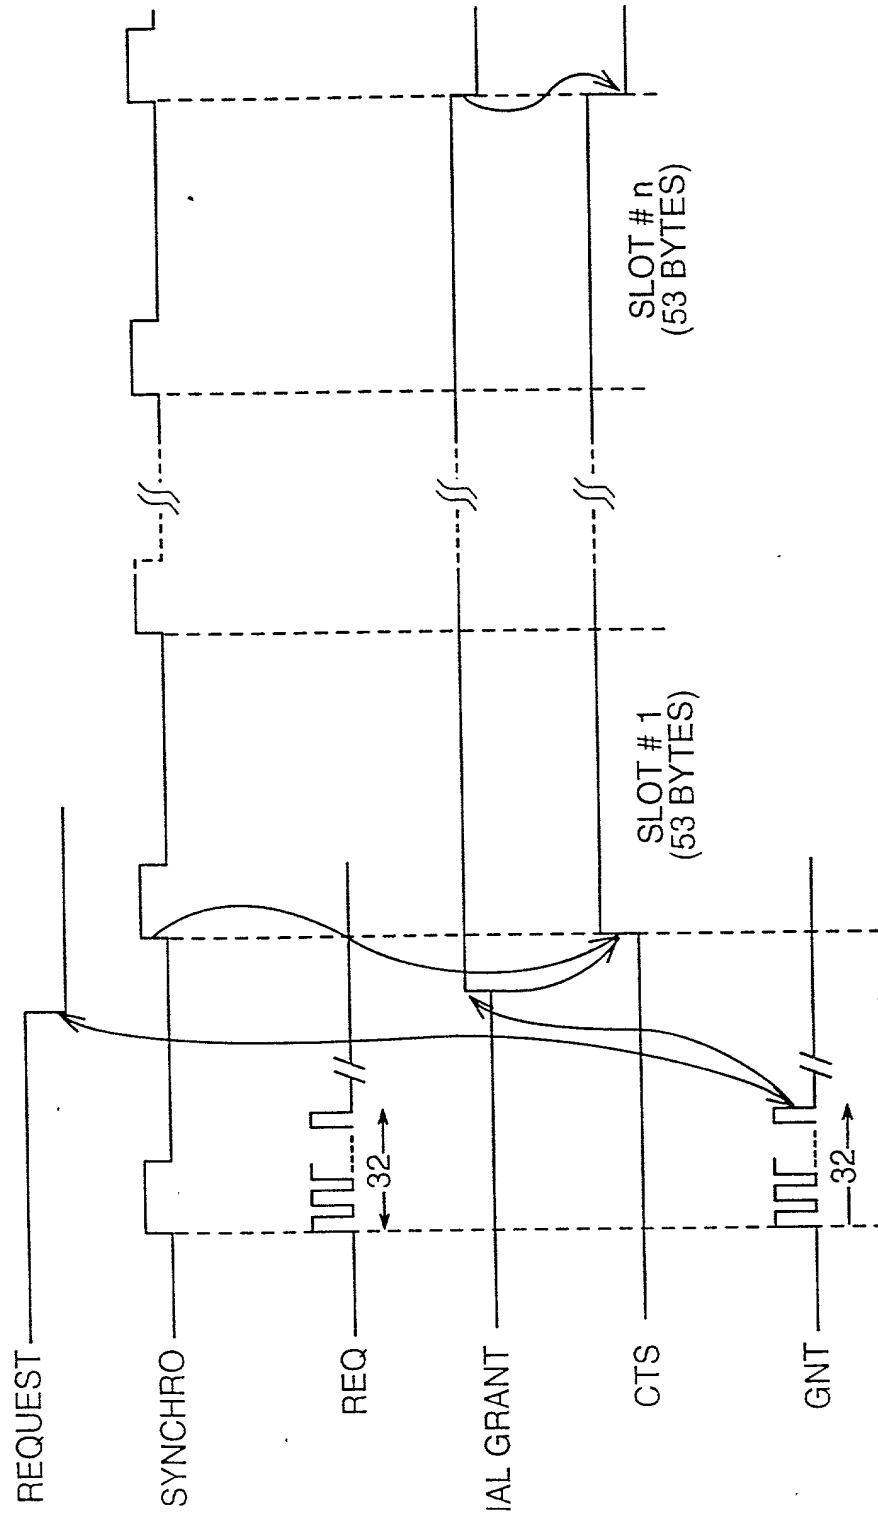 REQUEST
SYNCHRO
REQ
32
IAL GRANT
CTS
GNT
32
SLOT # 1
(53 BYTES)
SLOT # n
(53 BYTES)